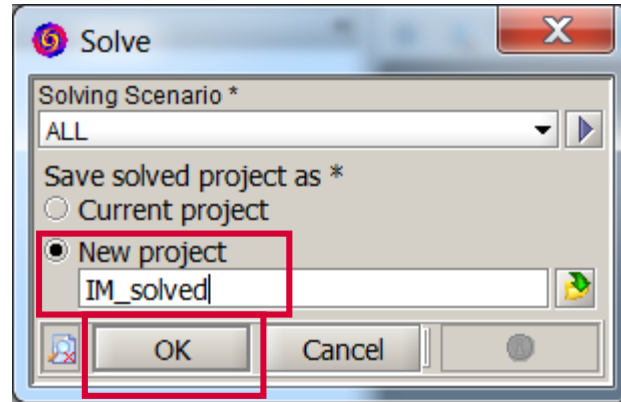 Solve
Solving Scenario *
ALL
Save solved project as *
Current project
New project
IM_solved
OK Cancel